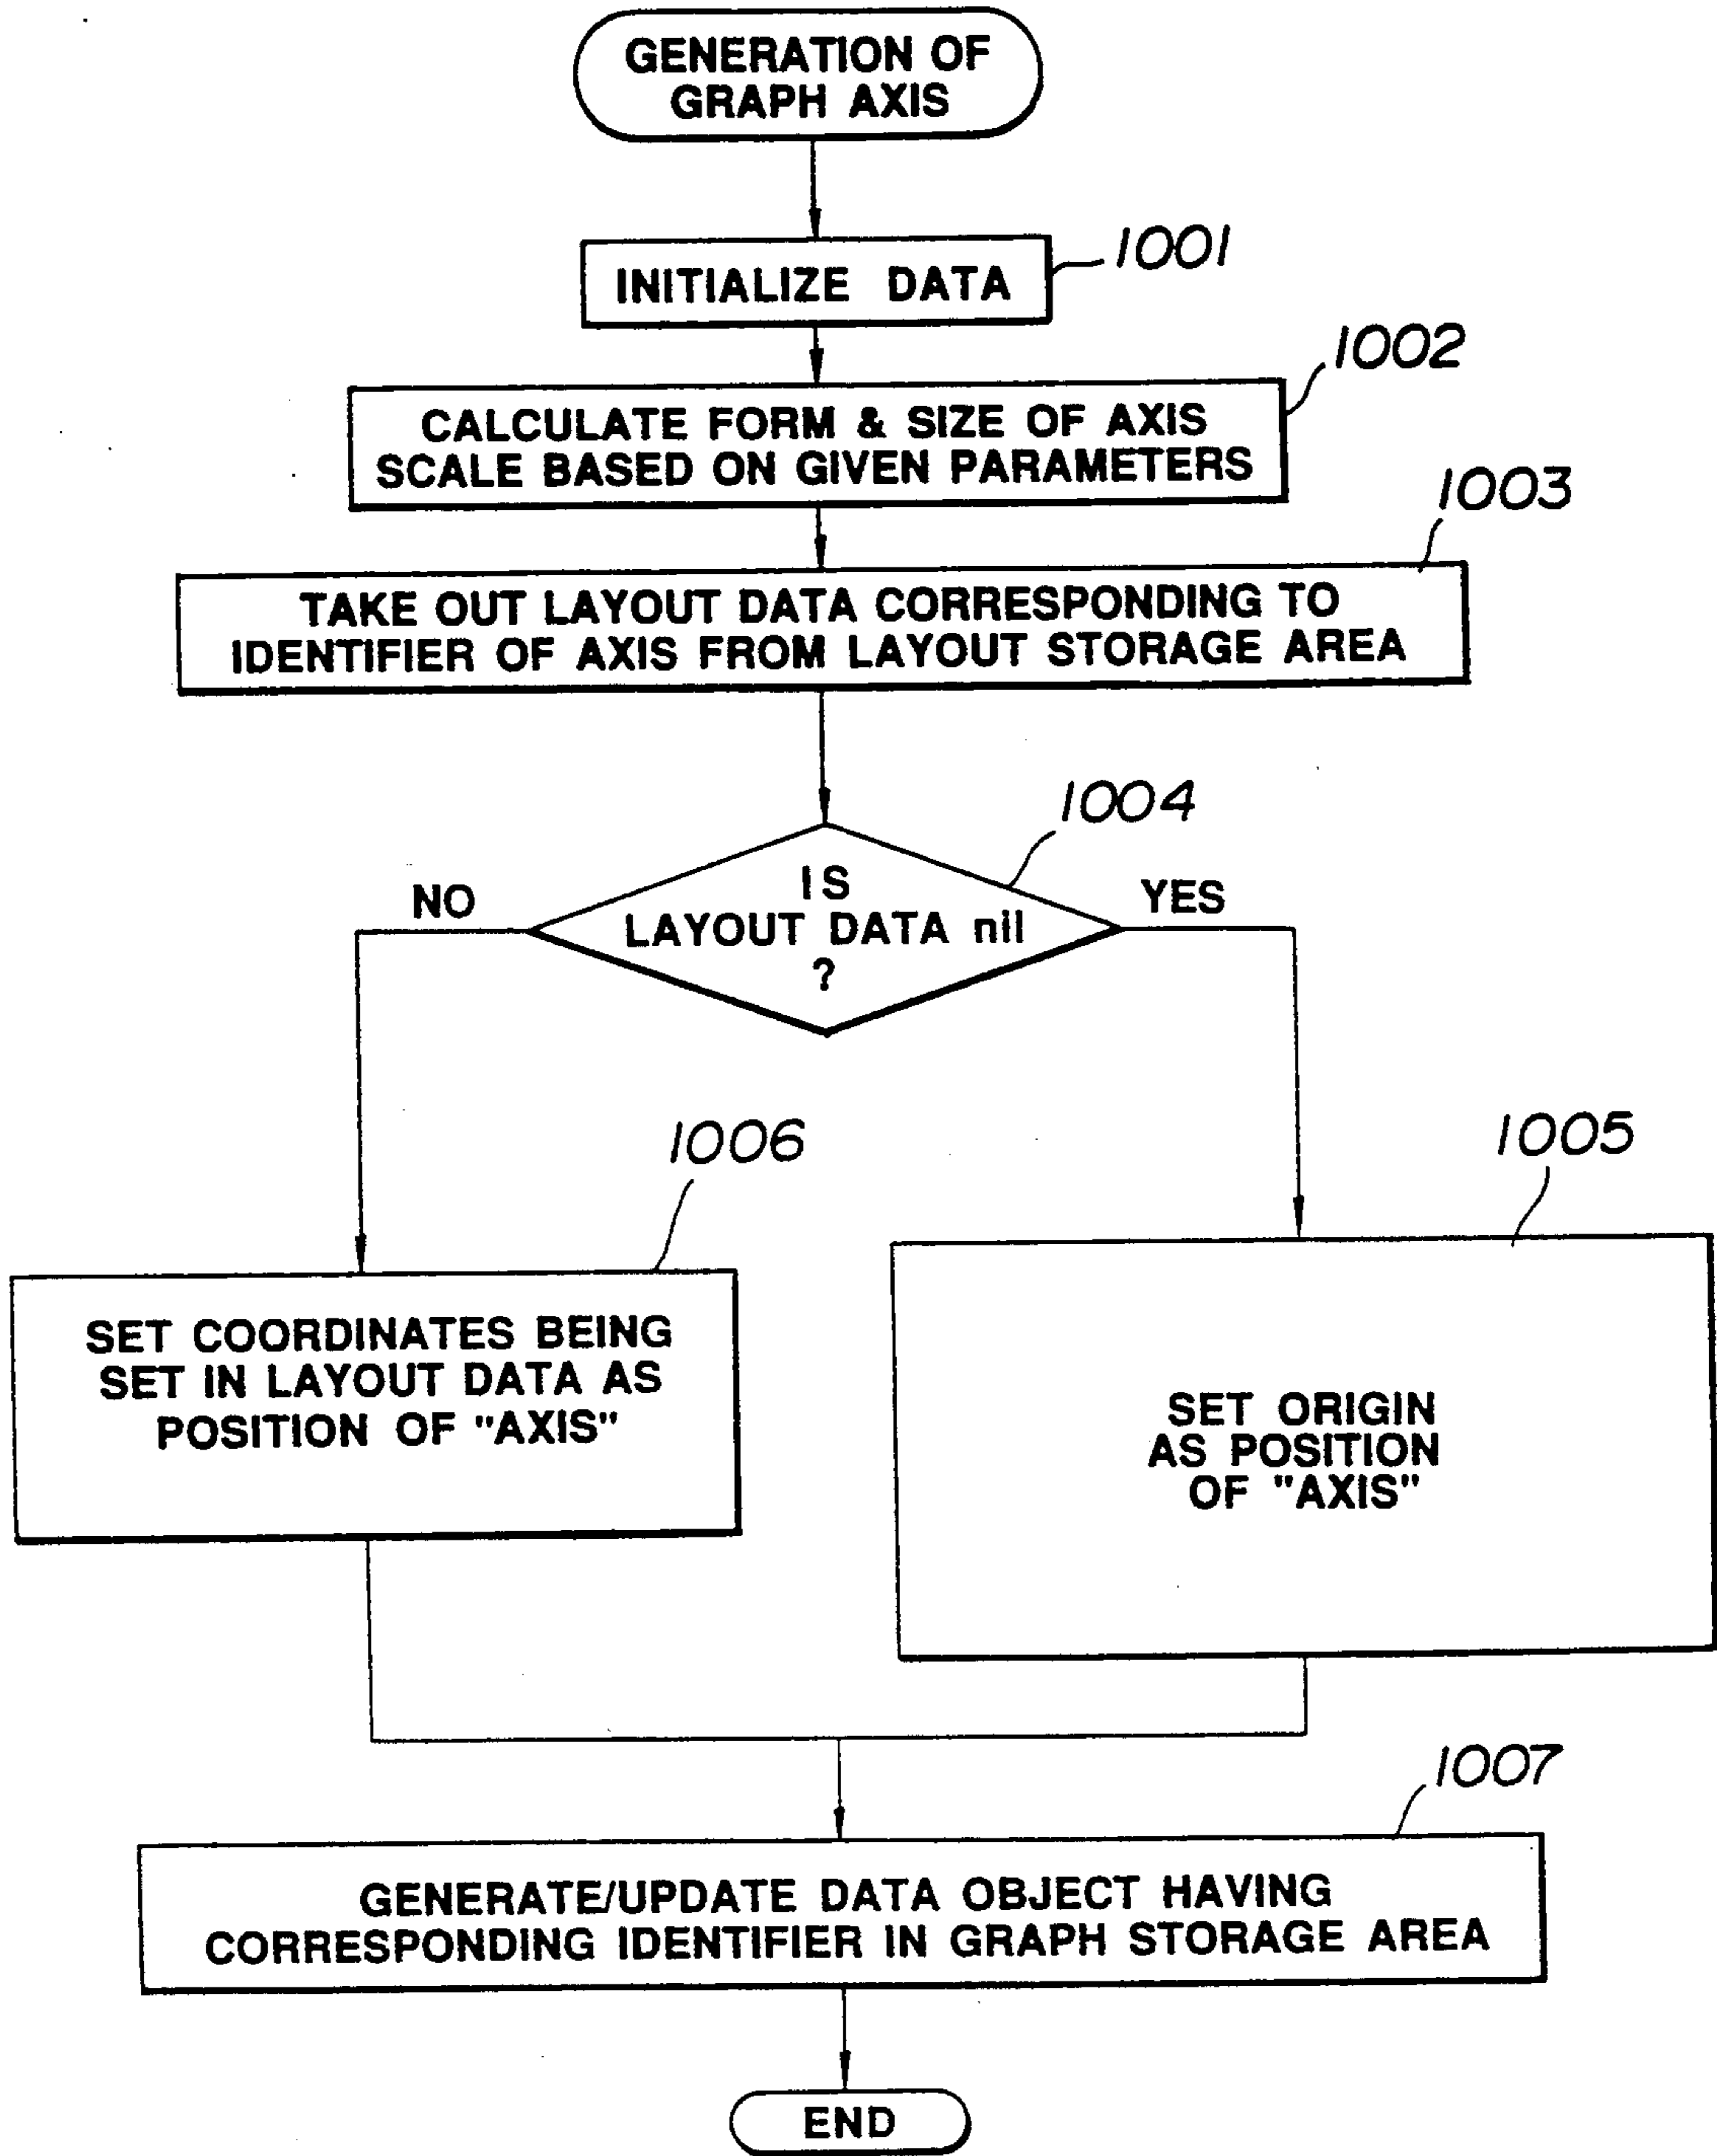 GENERATION OF
GRAPH AXIS
INITIALIZE DATA
1001
CALCULATE FORM & SIZE OF AXIS
SCALE BASED ON GIVEN PARAMETERS
1002
TAKE OUT LAYOUT DATA CORRESPONDING TO
IDENTIFIER OF AXIS FROM LAYOUT STORAGE AREA
1003
1004
IS
LAYOUT DATA nil
?
NO
YES
1006
SET COORDINATES BEING
SET IN LAYOUT DATA AS
POSITION OF "AXIS"
1005
SET ORIGIN
AS POSITION
OF "AXIS"
1007
GENERATE/UPDATE DATA OBJECT HAVING
CORRESPONDING IDENTIFIER IN GRAPH STORAGE AREA
END